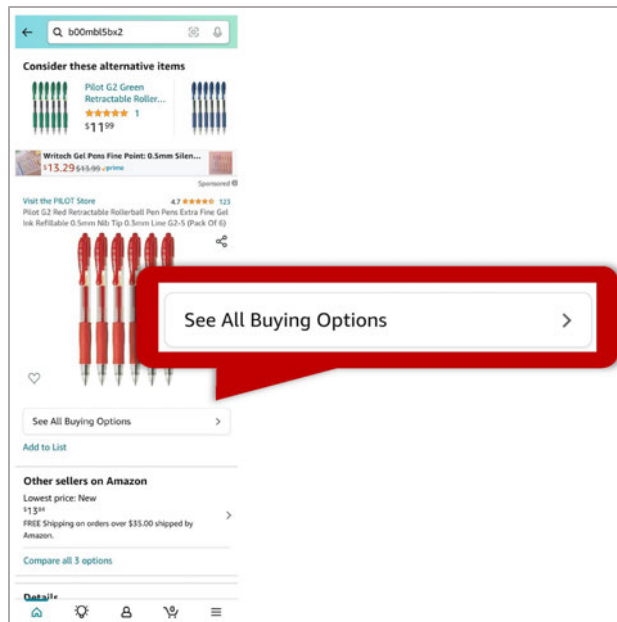 b00mbl5bx2
Consider these alternative items
Pilot G2 Green
Retractable Roller...
1
$11 99
Writech Gel Pens Fine Point: 0.5mm Silen...
$13.29 $13.99 prime
Sponsored
Visit the PILOT Store 4.7 123
Pilot G2 Red Retractable Rollerball Pen Pens Extra Fine Gel
Ink Refillable 0.5mm Nib Tip 0.3mm Line G2-5 (Pack Of 6)
See All Buying Options
See All Buying Options
Add to List
Other sellers on Amazon
Lowest price: New
FREE Shipping on orders over $35.00 shipped by
Amazon.
Compare all 3 options
Details